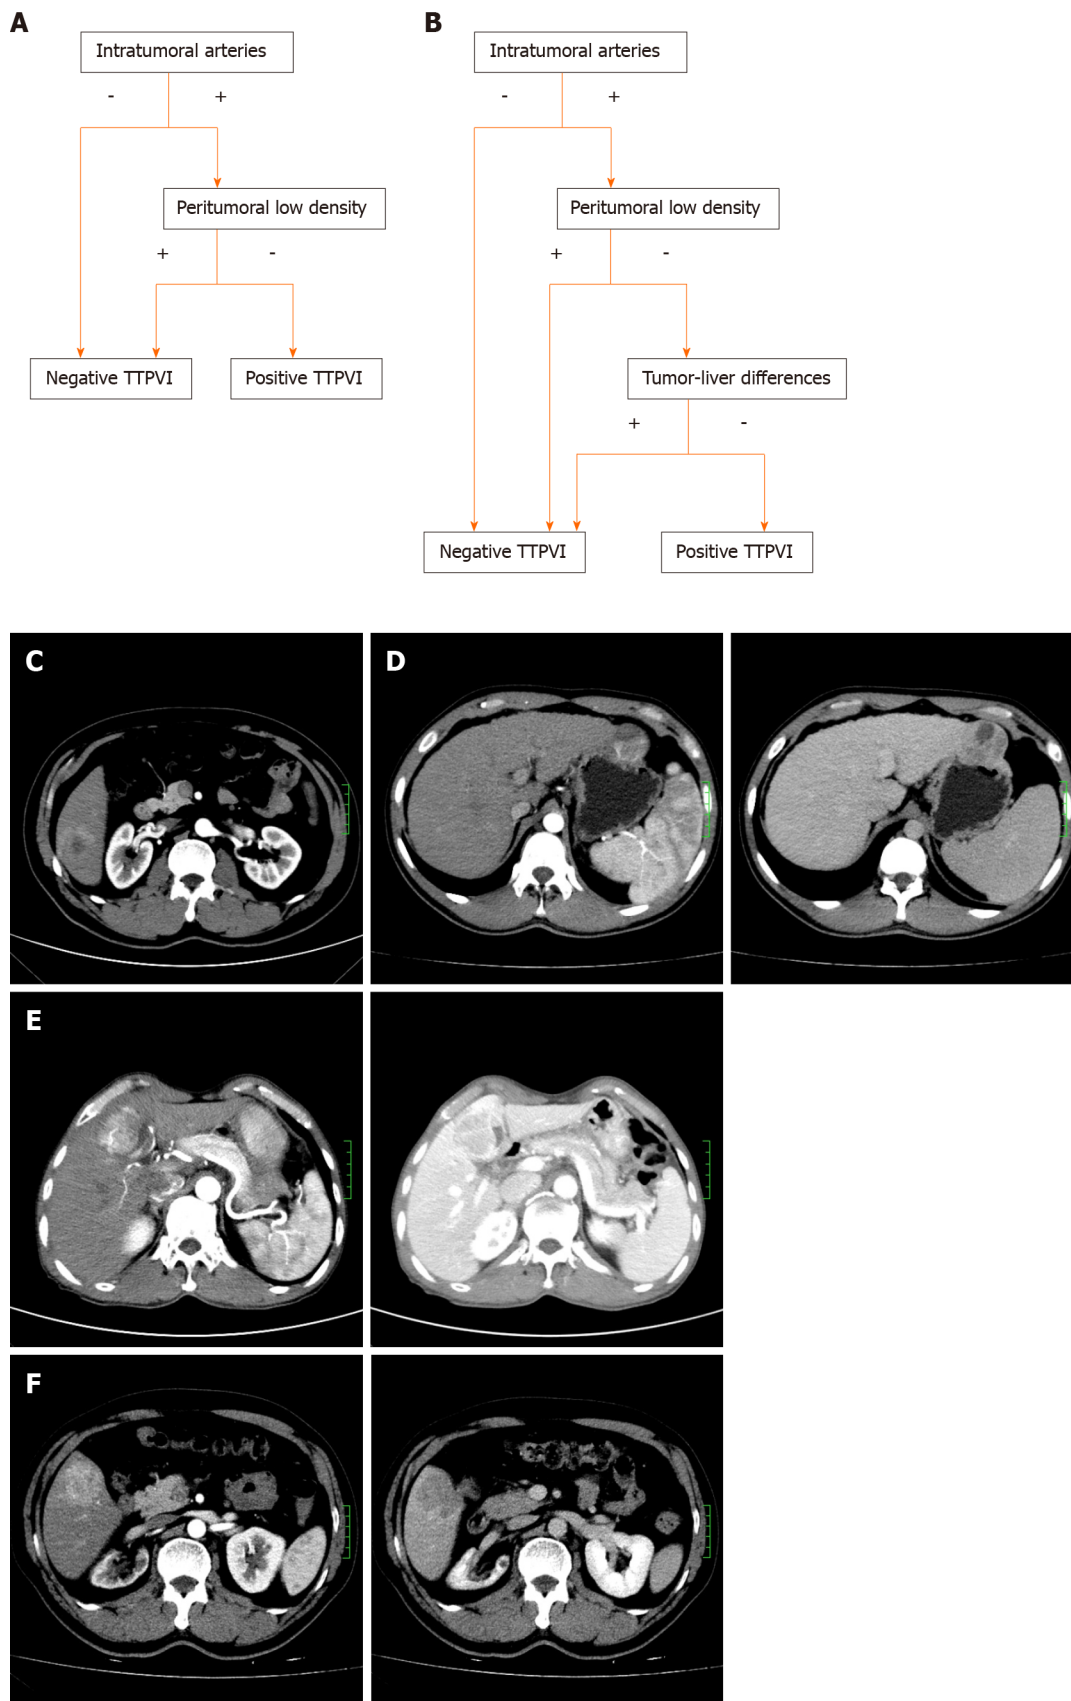 A
Intratumoral arteries
- +
Peritumoral low density
+ -
Negative TTPVI Positive TTPVI
B
Intratumoral arteries
- +
Peritumoral low density
+ -
Tumor-liver differences
+ -
Negative TTPVI Positive TTPVI
C
D
E
F